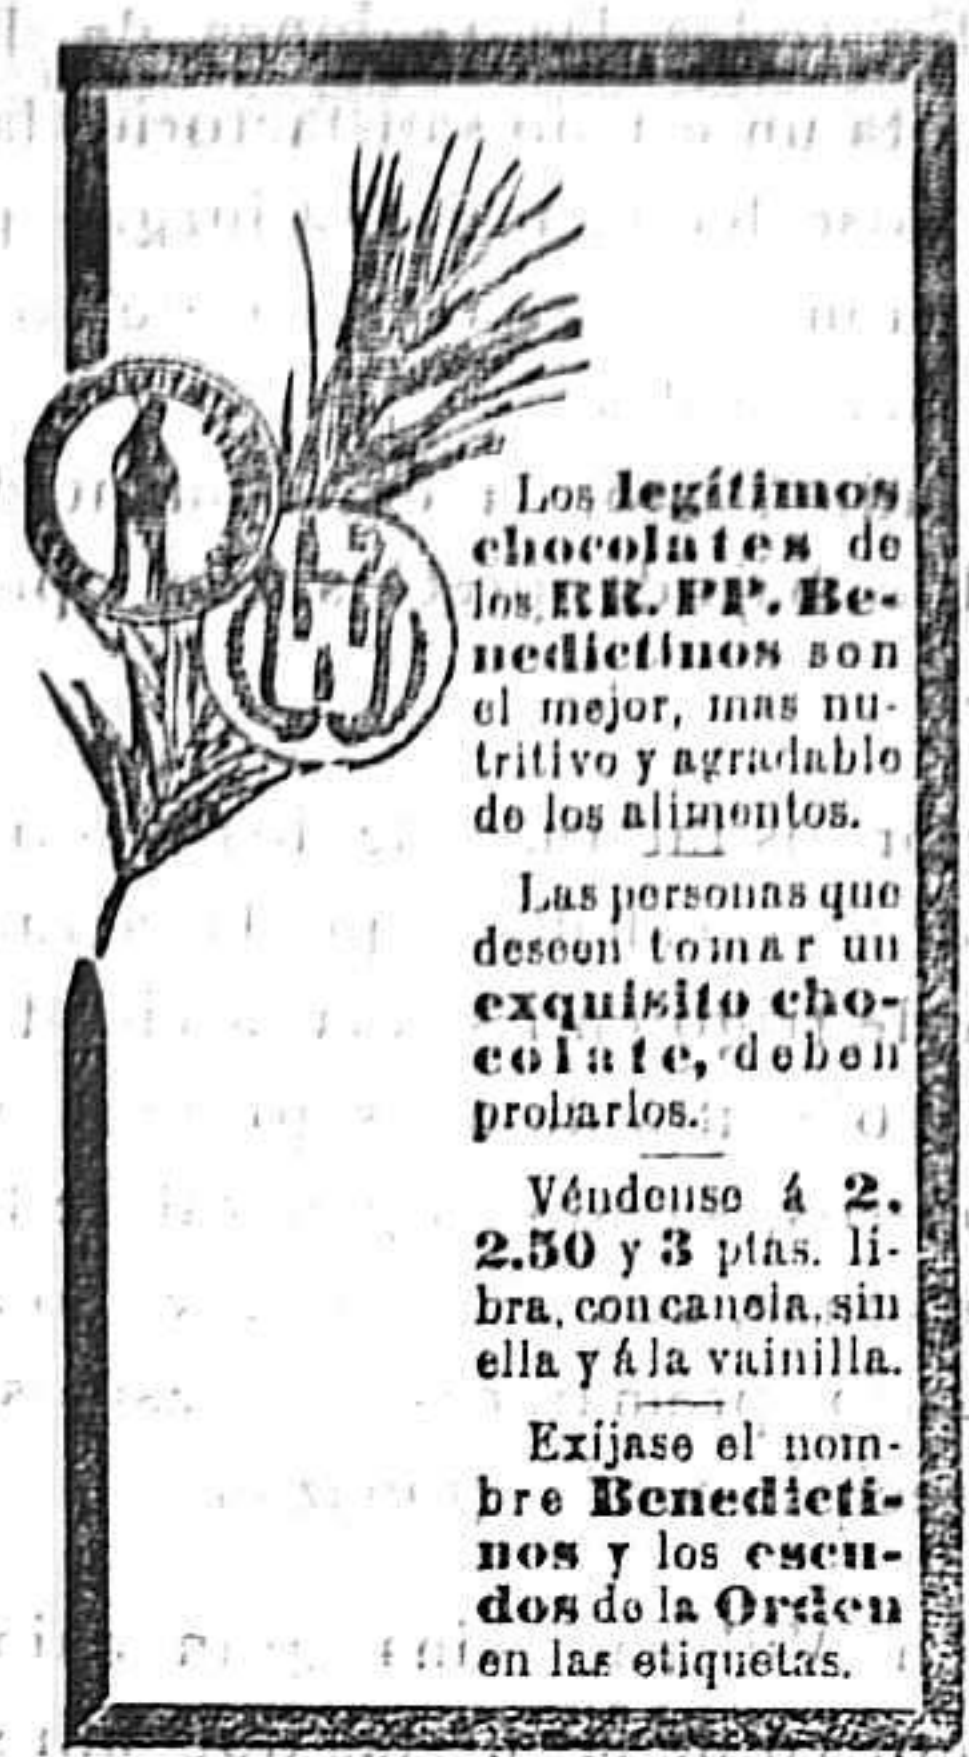 Los legítimos
chocolates de
los RR. PP. Be-
nedictinos son
el mejor, mas nu-
tritivo y agradable
de los alimentos.
Las personas que
deseen tomar un
exquisito cho-
colate, deben
probarlos.
Véndense á 2.
2.50 y 3 ptas. li-
bra, con canela, sin
ella y á la vainilla.
Exíjase el nom-
bre Benedicti-
nos y los escu-
dos de la Orden
en las etiquetas.